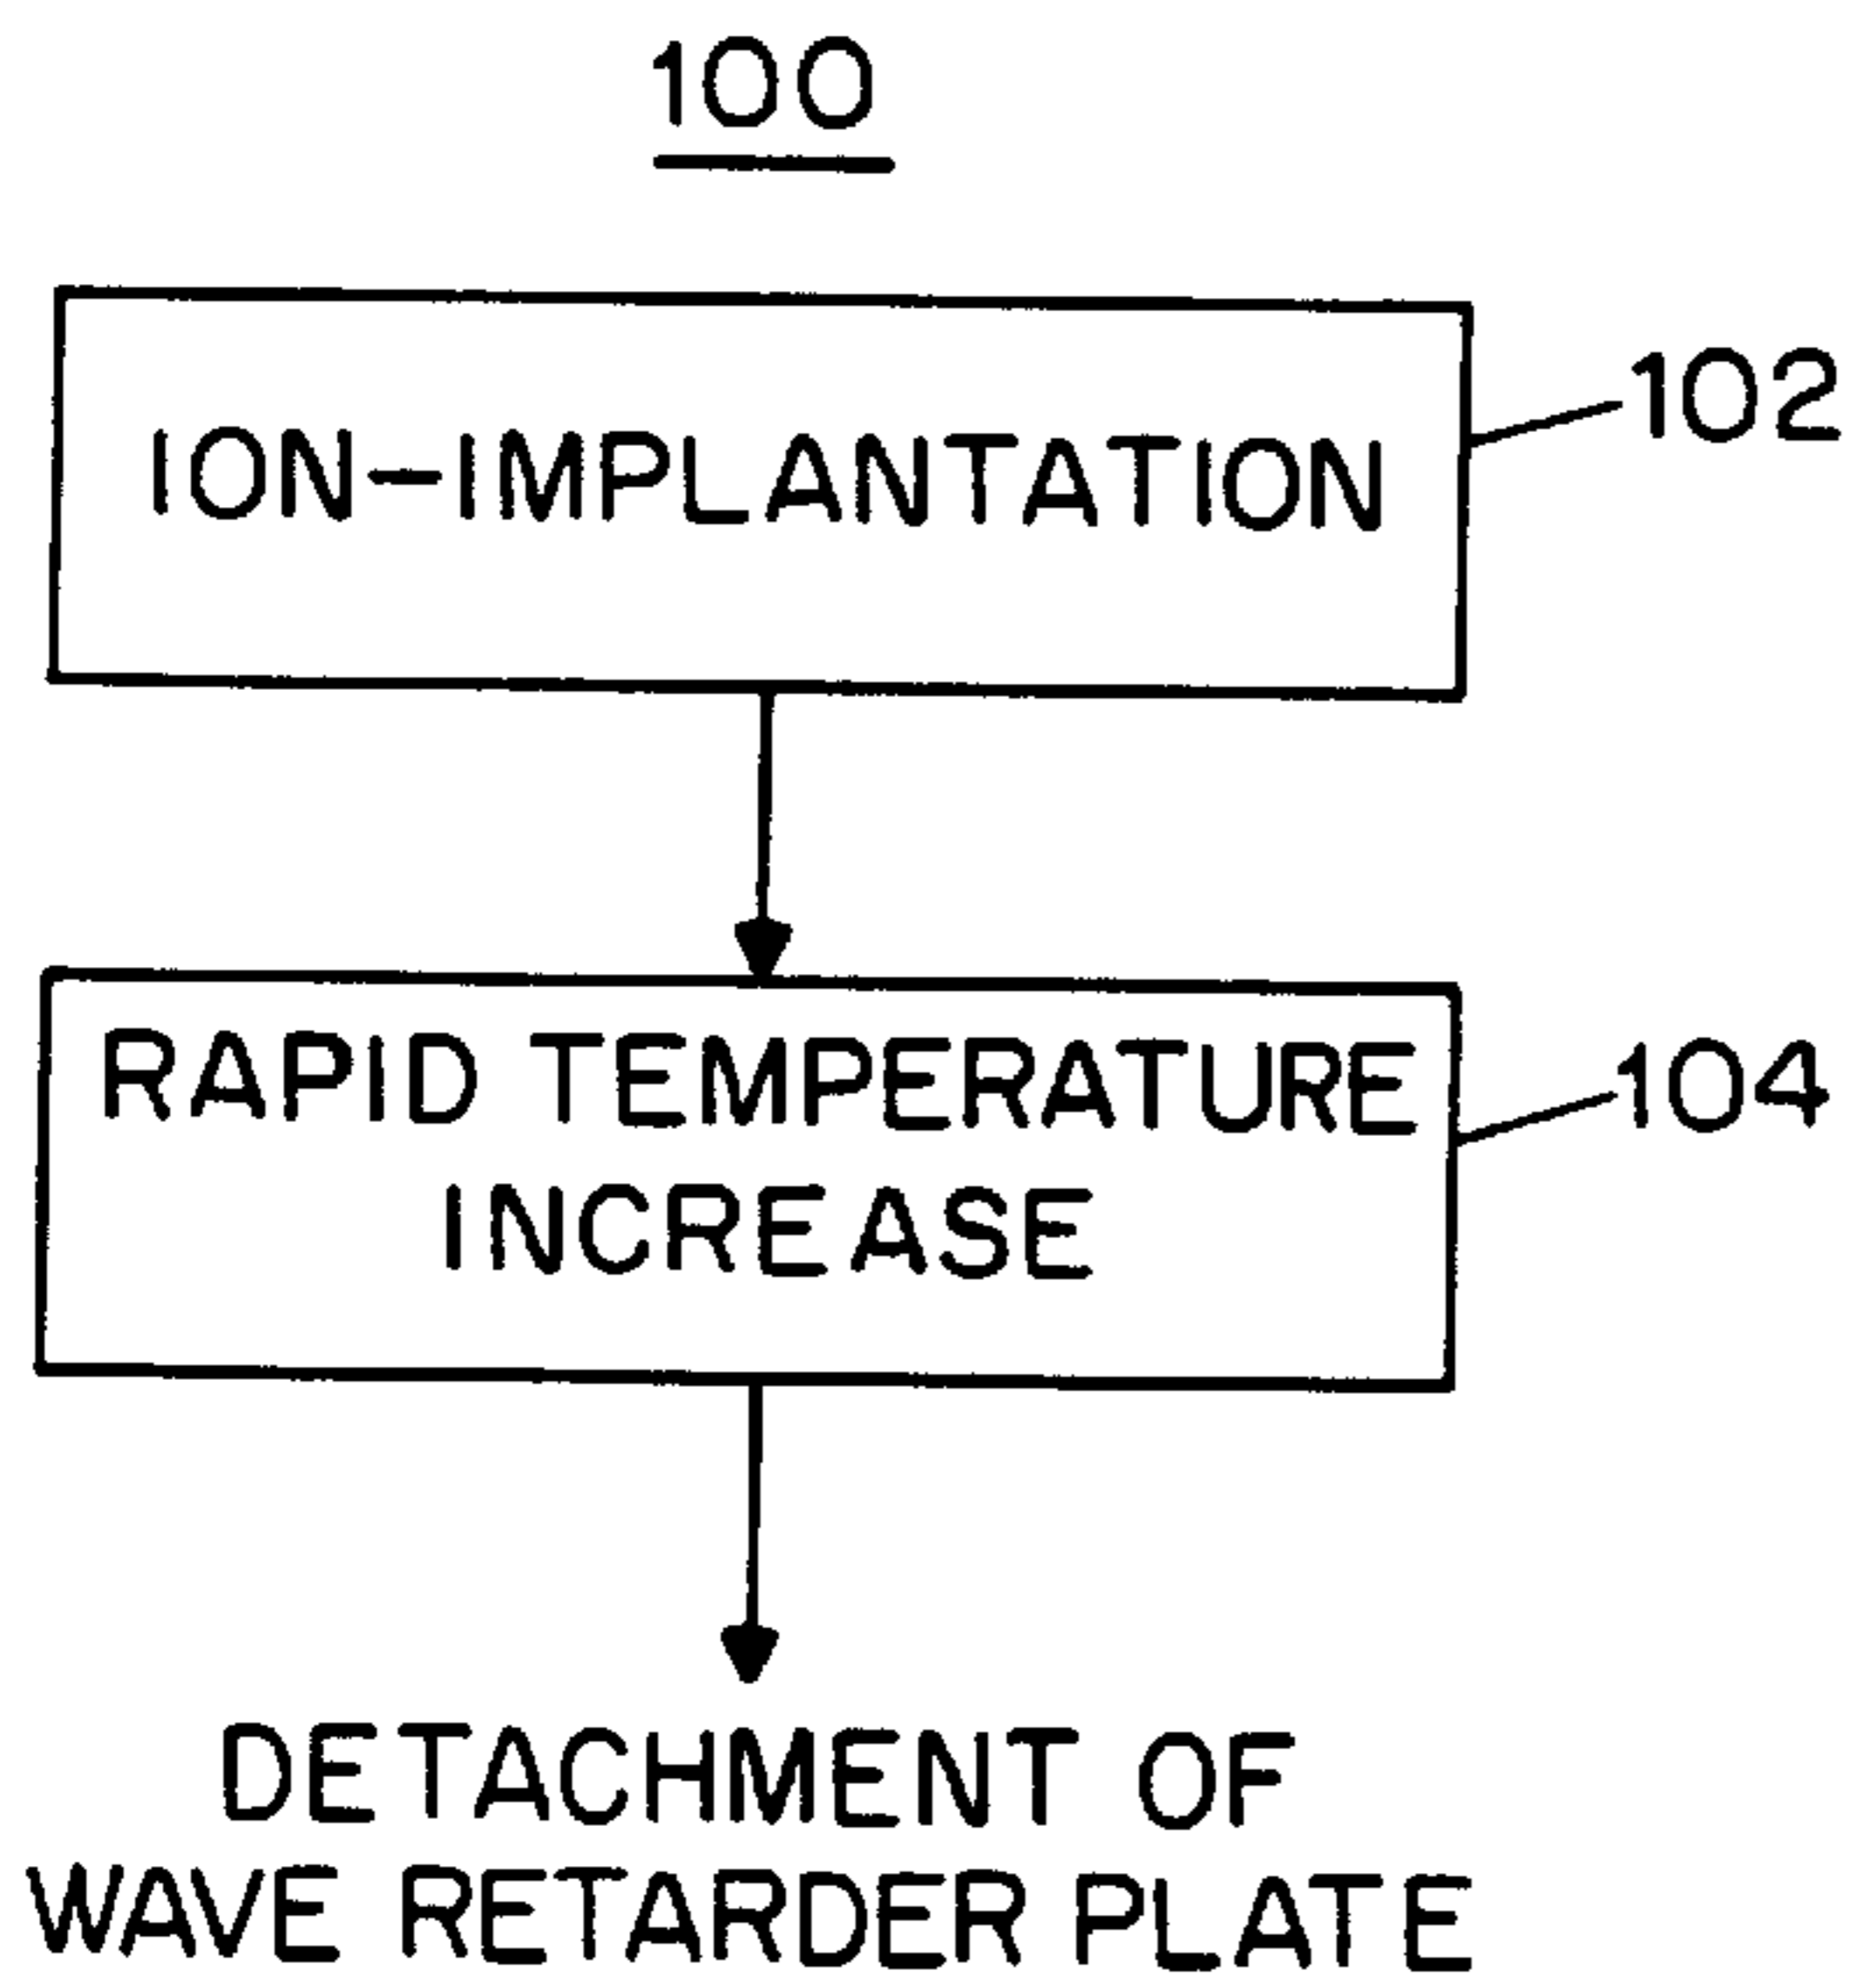 100
ION-IMPLANTATION
102
RAPID TEMPERATURE
INCREASE
104
DETACHMENT OF
WAVE RETARDER PLATE